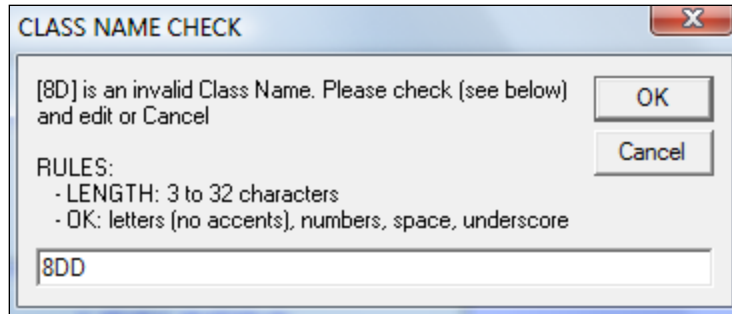 CLASS NAME CHECK
[8D] is an invalid Class Name. Please check (see below)
and edit or Cancel
OK
Cancel
RULES:
- LENGTH: 3 to 32 characters
- OK: letters (no accents), numbers, space, underscore
8DD